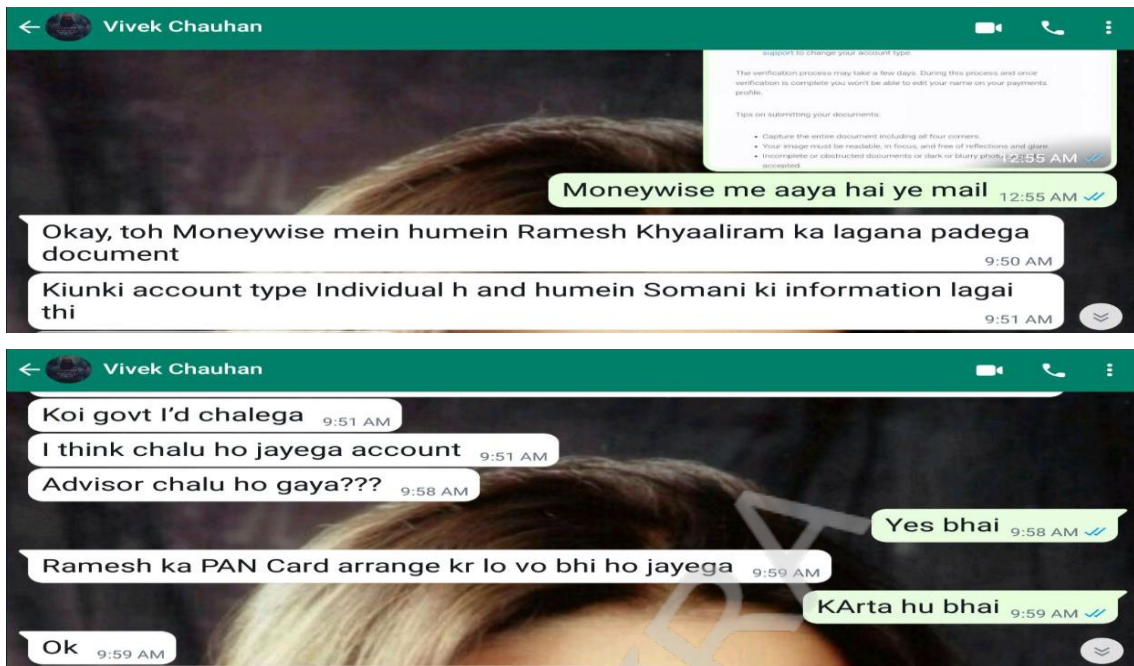 Vivek Chauhan
support to change your account type.
The verification process may take a few days. During this process and once
verification is complete you won't be able to edit your name on your payments
profile.
Tips on submitting your documents:
• Capture the entire document including all four corners.
• Your image must be readable, in focus, and free of reflections and glare.
• Incomplete or obstructed documents or dark or blurry
accepted.
12:55 AM
Moneywise me aaya hai ye mail 12:55 AM
Okay, toh Moneywise mein humein Ramesh Khyaaliram ka lagana padega
document
9:50 AM
Kiunki account type Individual h and humein Somani ki information lagai
thi
9:51 AM
Vivek Chauhan
Koi govt I'd chalega 9:51 AM
I think chalu ho jayega account 9:51 AM
Advisor chalu ho gaya??? 9:58 AM
Yes bhai 9:58 AM
Ramesh ka PAN Card arrange kr lo vo bhi ho jayega 9:59 AM
KArta hu bhai 9:59 AM
Ok 9:59 AM